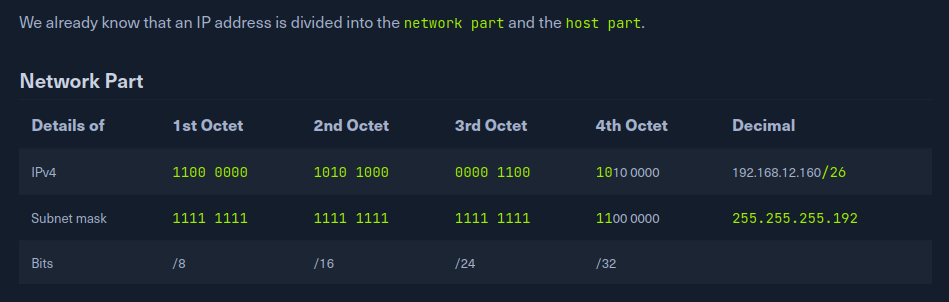 We already know that an IP address is divided into the network part and the host part.
Network Part
Details of 1st Octet 2nd Octet 3rd Octet 4th Octet Decimal
IPv4 1100 0000 1010 1000 0000 1100 1010 0000 192.168.12.160/26
Subnet mask 1111 1111 1111 1111 1111 1111 1100 0000 255.255.255.192
Bits /8 /16 /24 /32